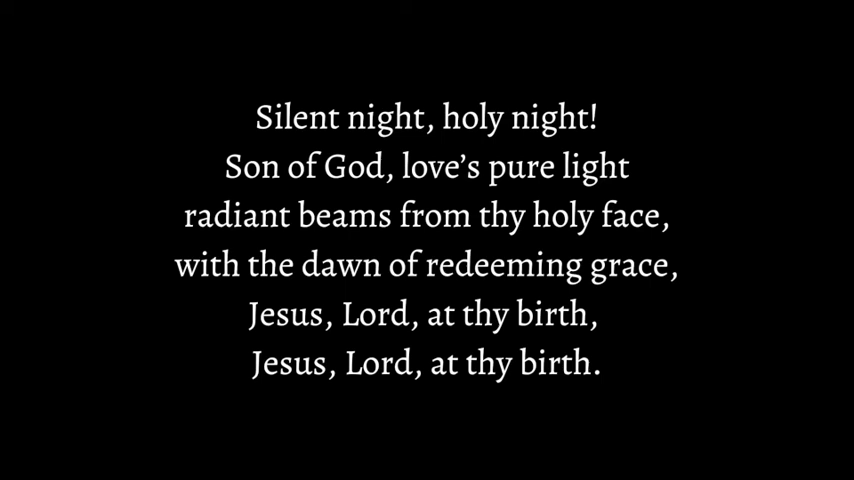 Silent night, holy night!
Son of God, love’s pure light
radiant beams from thy holy face,
with the dawn of redeeming grace,
Jesus, Lord, at thy birth,
Jesus, Lord, at thy birth.